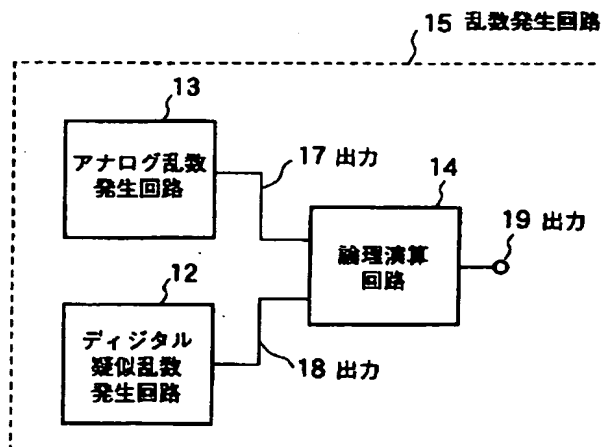 15 乱数発生回路
13
アナログ乱数
発生回路
17 出力
14
論理演算
回路
19 出力
12
ディジタル
疑似乱数
発生回路
18 出力